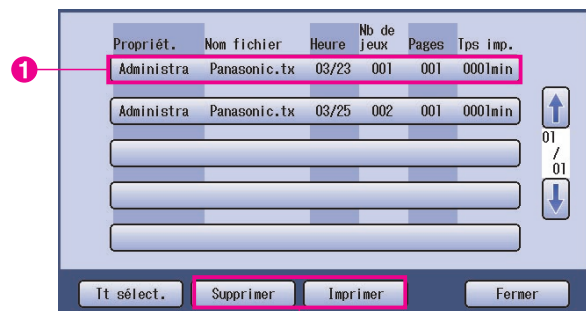 Propriét. Nom fichier Heure Nb de jeux Pages Tps imp.
1 Administra Panasonic.tx 03/23 001 001 0001min
Administra Panasonic.tx 03/25 002 001 0001min
01
/
01
Tt sélect. Supprimer Imprimer Fermer